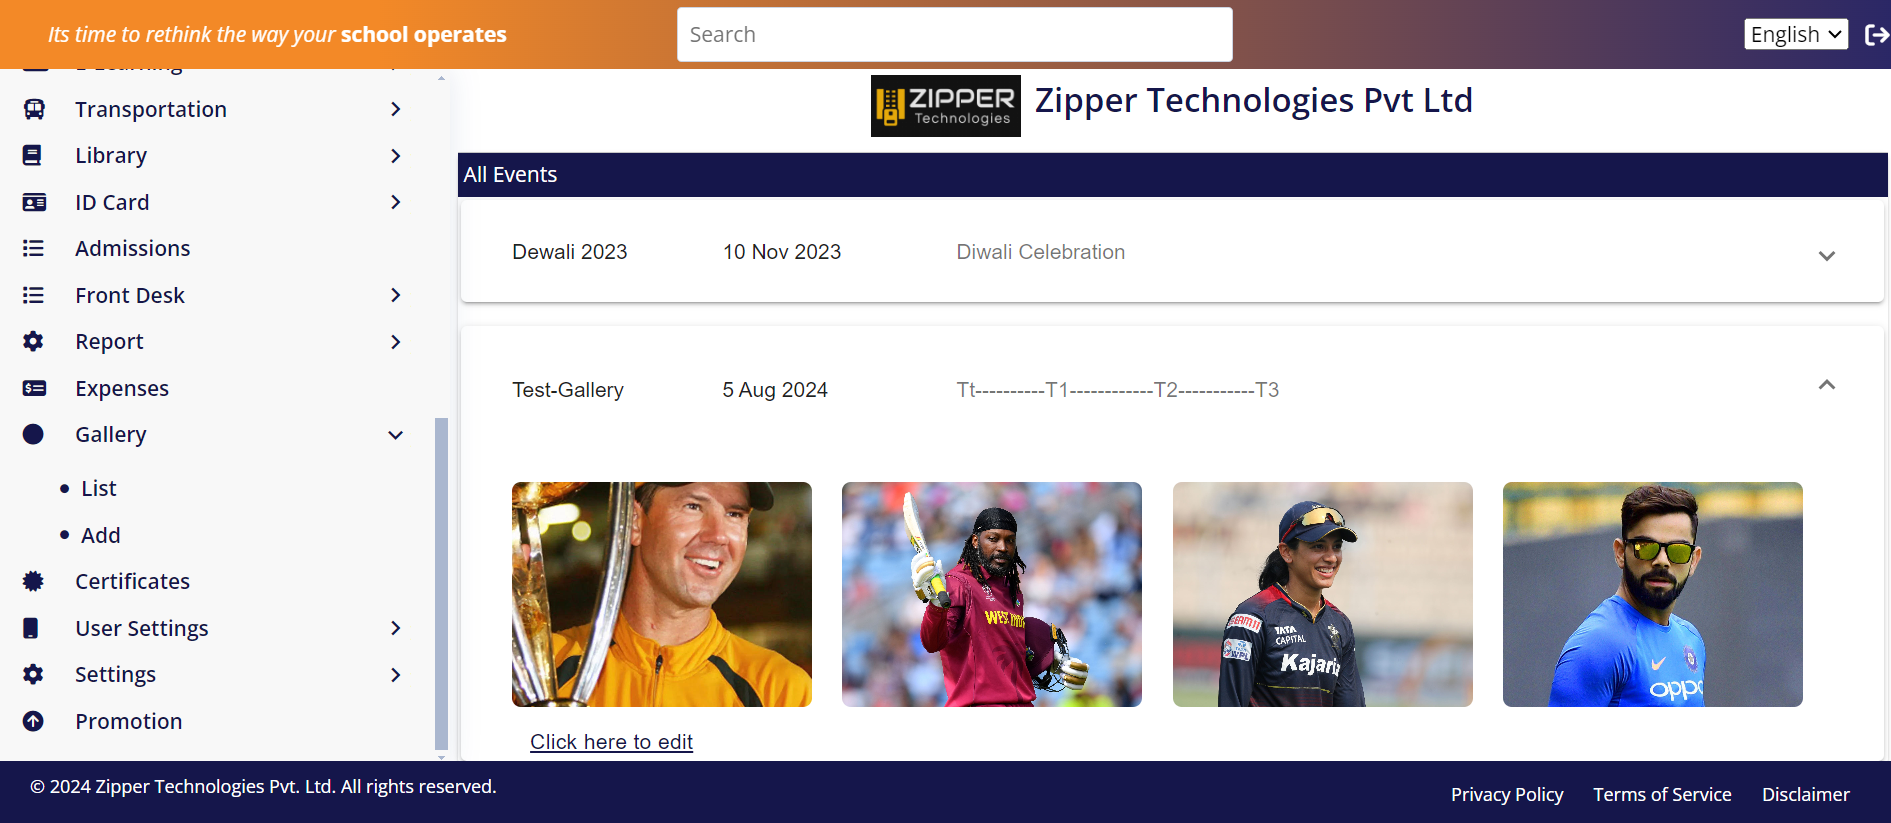 Its time to rethink the way your school operates
Search
English
E-Learning
Transportation
Library
ID Card
Admissions
Front Desk
Report
Expenses
Gallery
List
Add
Certificates
User Settings
Settings
Promotion
ZIPPER
Technologies
Zipper Technologies Pvt Ltd
All Events
Dewali 2023 10 Nov 2023 Diwali Celebration
Test-Gallery 5 Aug 2024 Tt----------T1------------T2-----------T3
WEST
TATA
CAPITAL
WPL
Kajaria
oppo
Click here to edit
© 2024 Zipper Technologies Pvt. Ltd. All rights reserved.
Privacy Policy Terms of Service Disclaimer